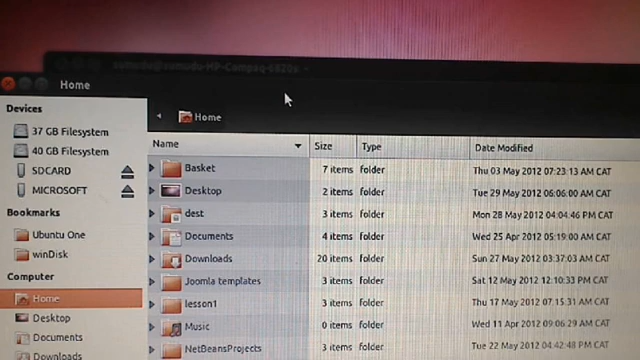 Home
Devices
37 GB Filesystem
40 GB Filesystem
SDCARD
MICROSOFT
Bookmarks
Ubuntu One
winDisk
Computer
Home
Desktop
Documents
Downloads
Home
Name Size Type Date Modified
Basket 7 items folder Thu 03 May 2012 07:23:13 AM CAT
Desktop 2 items folder Tue 29 May 2012 06:06:00 AM CAT
dest 3 items folder Mon 28 May 2012 04:04:46 PM CAT
Documents 4 items folder Wed 25 Apr 2012 05:19:00 AM CAT
Downloads 20 items folder Sun 27 May 2012 03:37:03 AM CAT
Joomla templates 3 items folder Sat 12 May 2012 12:10:33 PM CAT
lesson1 3 items folder Thu 17 May 2012 07:15:31 AM CAT
Music 0 items folder Wed 11 Apr 2012 09:06:29 AM CAT
NetBeansProjects 3 items folder Tue 22 May 2012 04:42:48 PM CAT